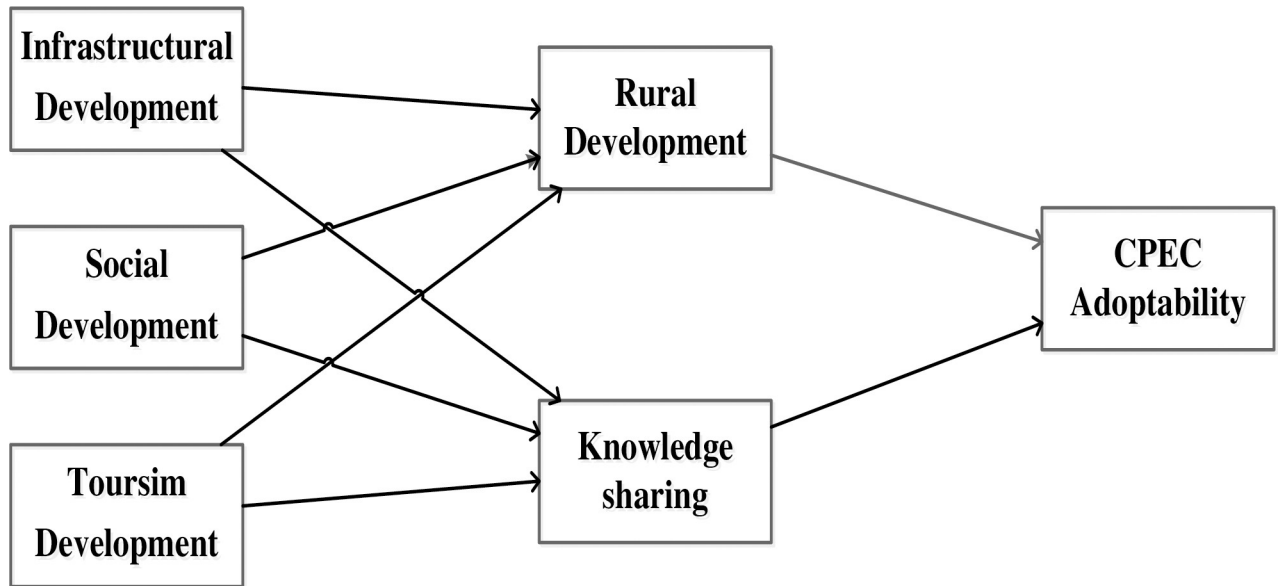 Infrastructural
Development
Rural
Development
Social
Development
CPEC
Adoptability
Toursim
Development
Knowledge
sharing